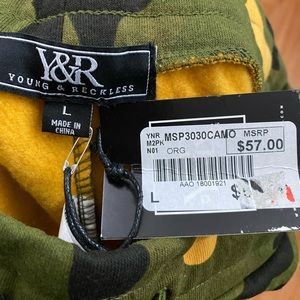 Y&R
YOUNG & RECKLESS
L
MADE IN
CHINA
YNR MSP3030CAMO MSRP
M2PK $57.00
N01 ORG
AAO 18001921
L $